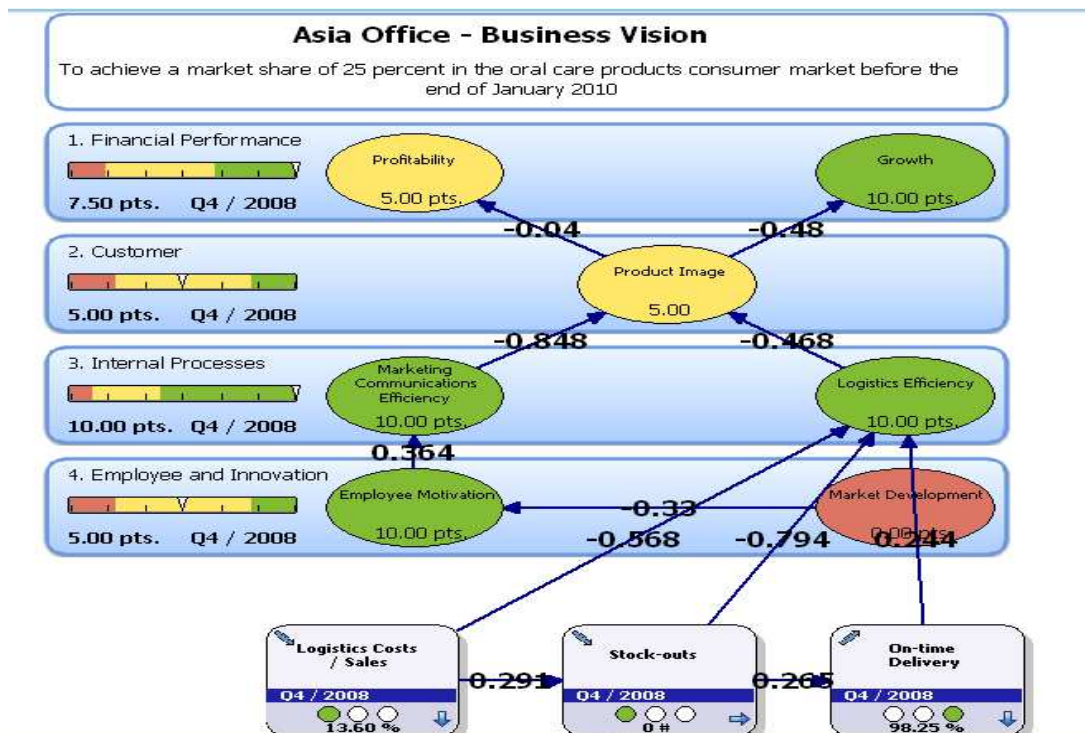 Asia Office - Business Vision
To achieve a market share of 25 percent in the oral care products consumer market before the
end of January 2010
1. Financial Performance
7.50 pts. Q4 / 2008
Profitability
5.00 pts.
Growth
10.00 pts.
-0.04
-0.48
2. Customer
5.00 pts. Q4 / 2008
Product Image
5.00
-0.848
-0.468
3. Internal Processes
10.00 pts. Q4 / 2008
Marketing
Communications
Efficiency
10.00 pts.
Logistics Efficiency
10.00 pts.
0.364
4. Employee and Innovation
5.00 pts. Q4 / 2008
Employee Motivation
10.00 pts.
-0.33
Market Development
0.00 pts.
-0.568
-0.794
0.244
Logistics Costs
/ Sales
Q4 / 2008
13.60 %
0.291
Stock-outs
Q4 / 2008
0 #
0.265
On-time
Delivery
Q4 / 2008
98.25 %